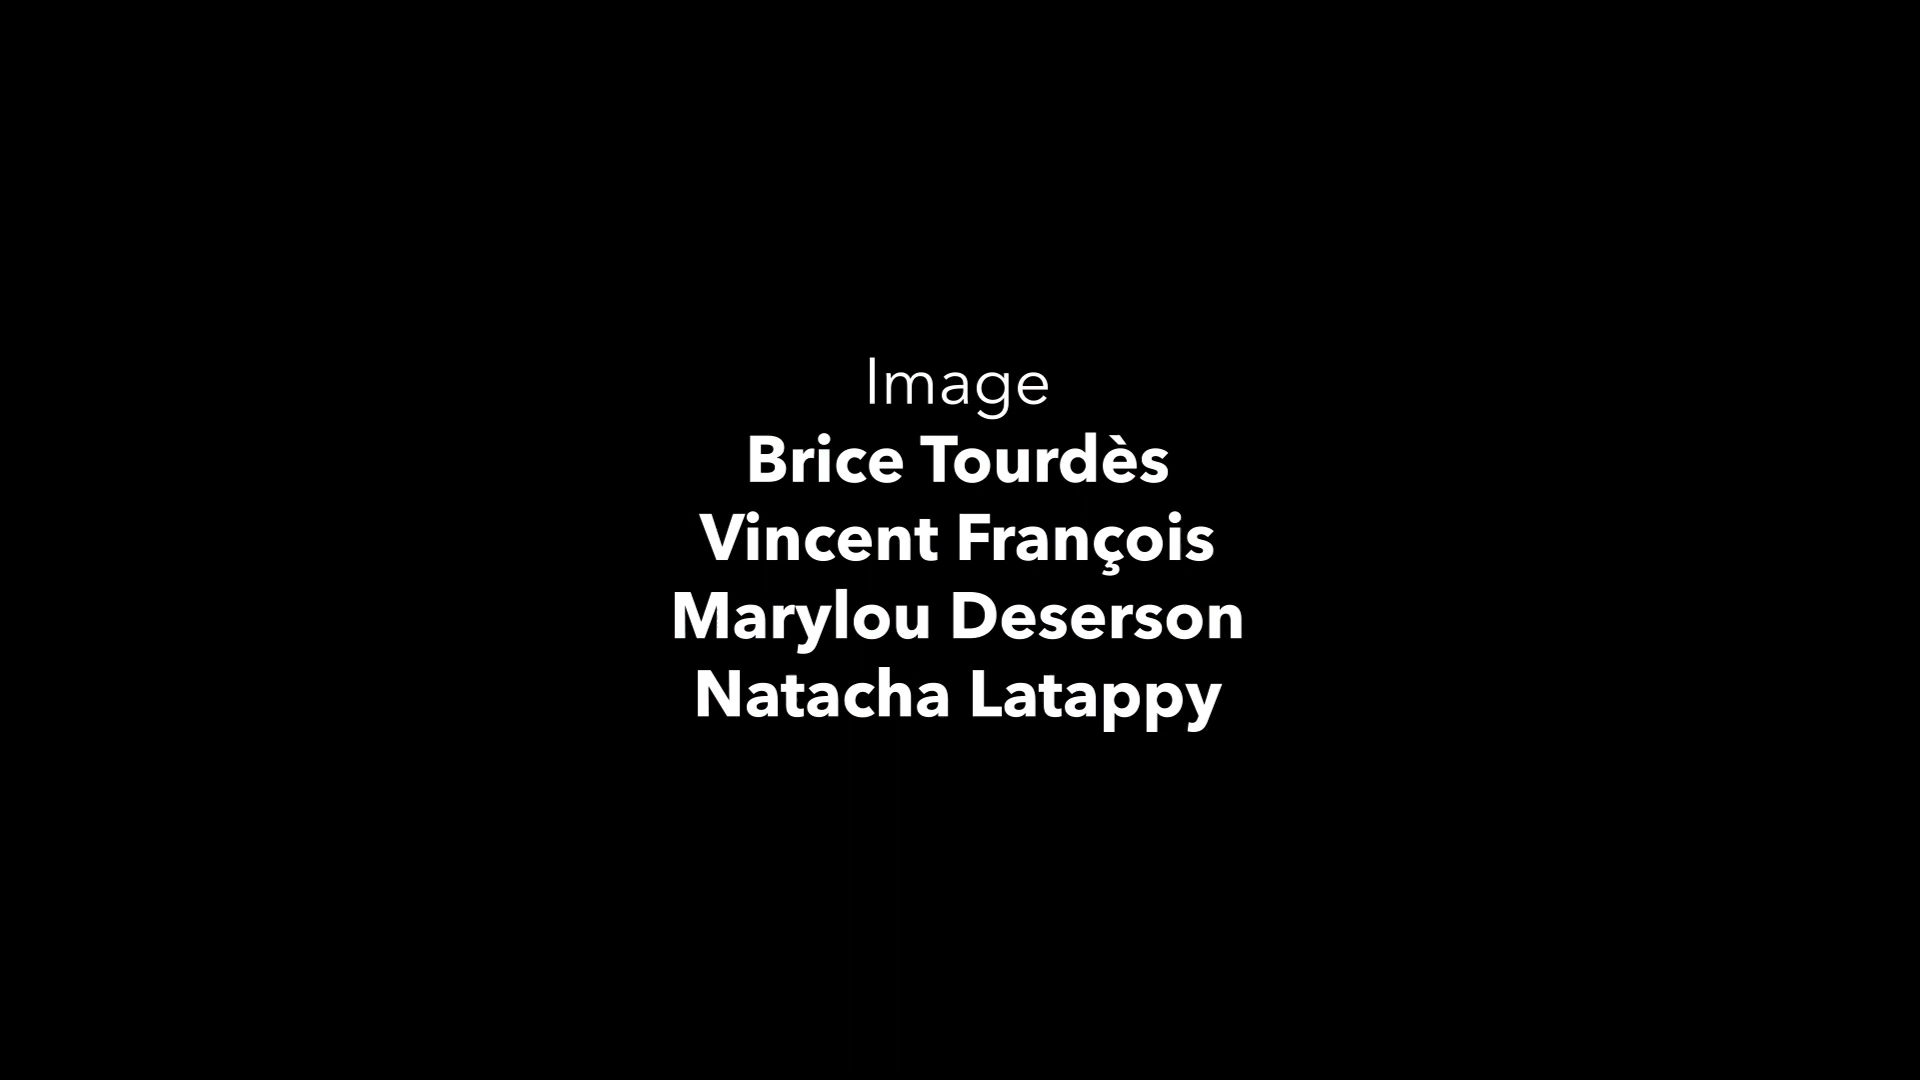 Image
Brice Tourdès
Vincent François
Marylou Deserson
Natacha Latappy